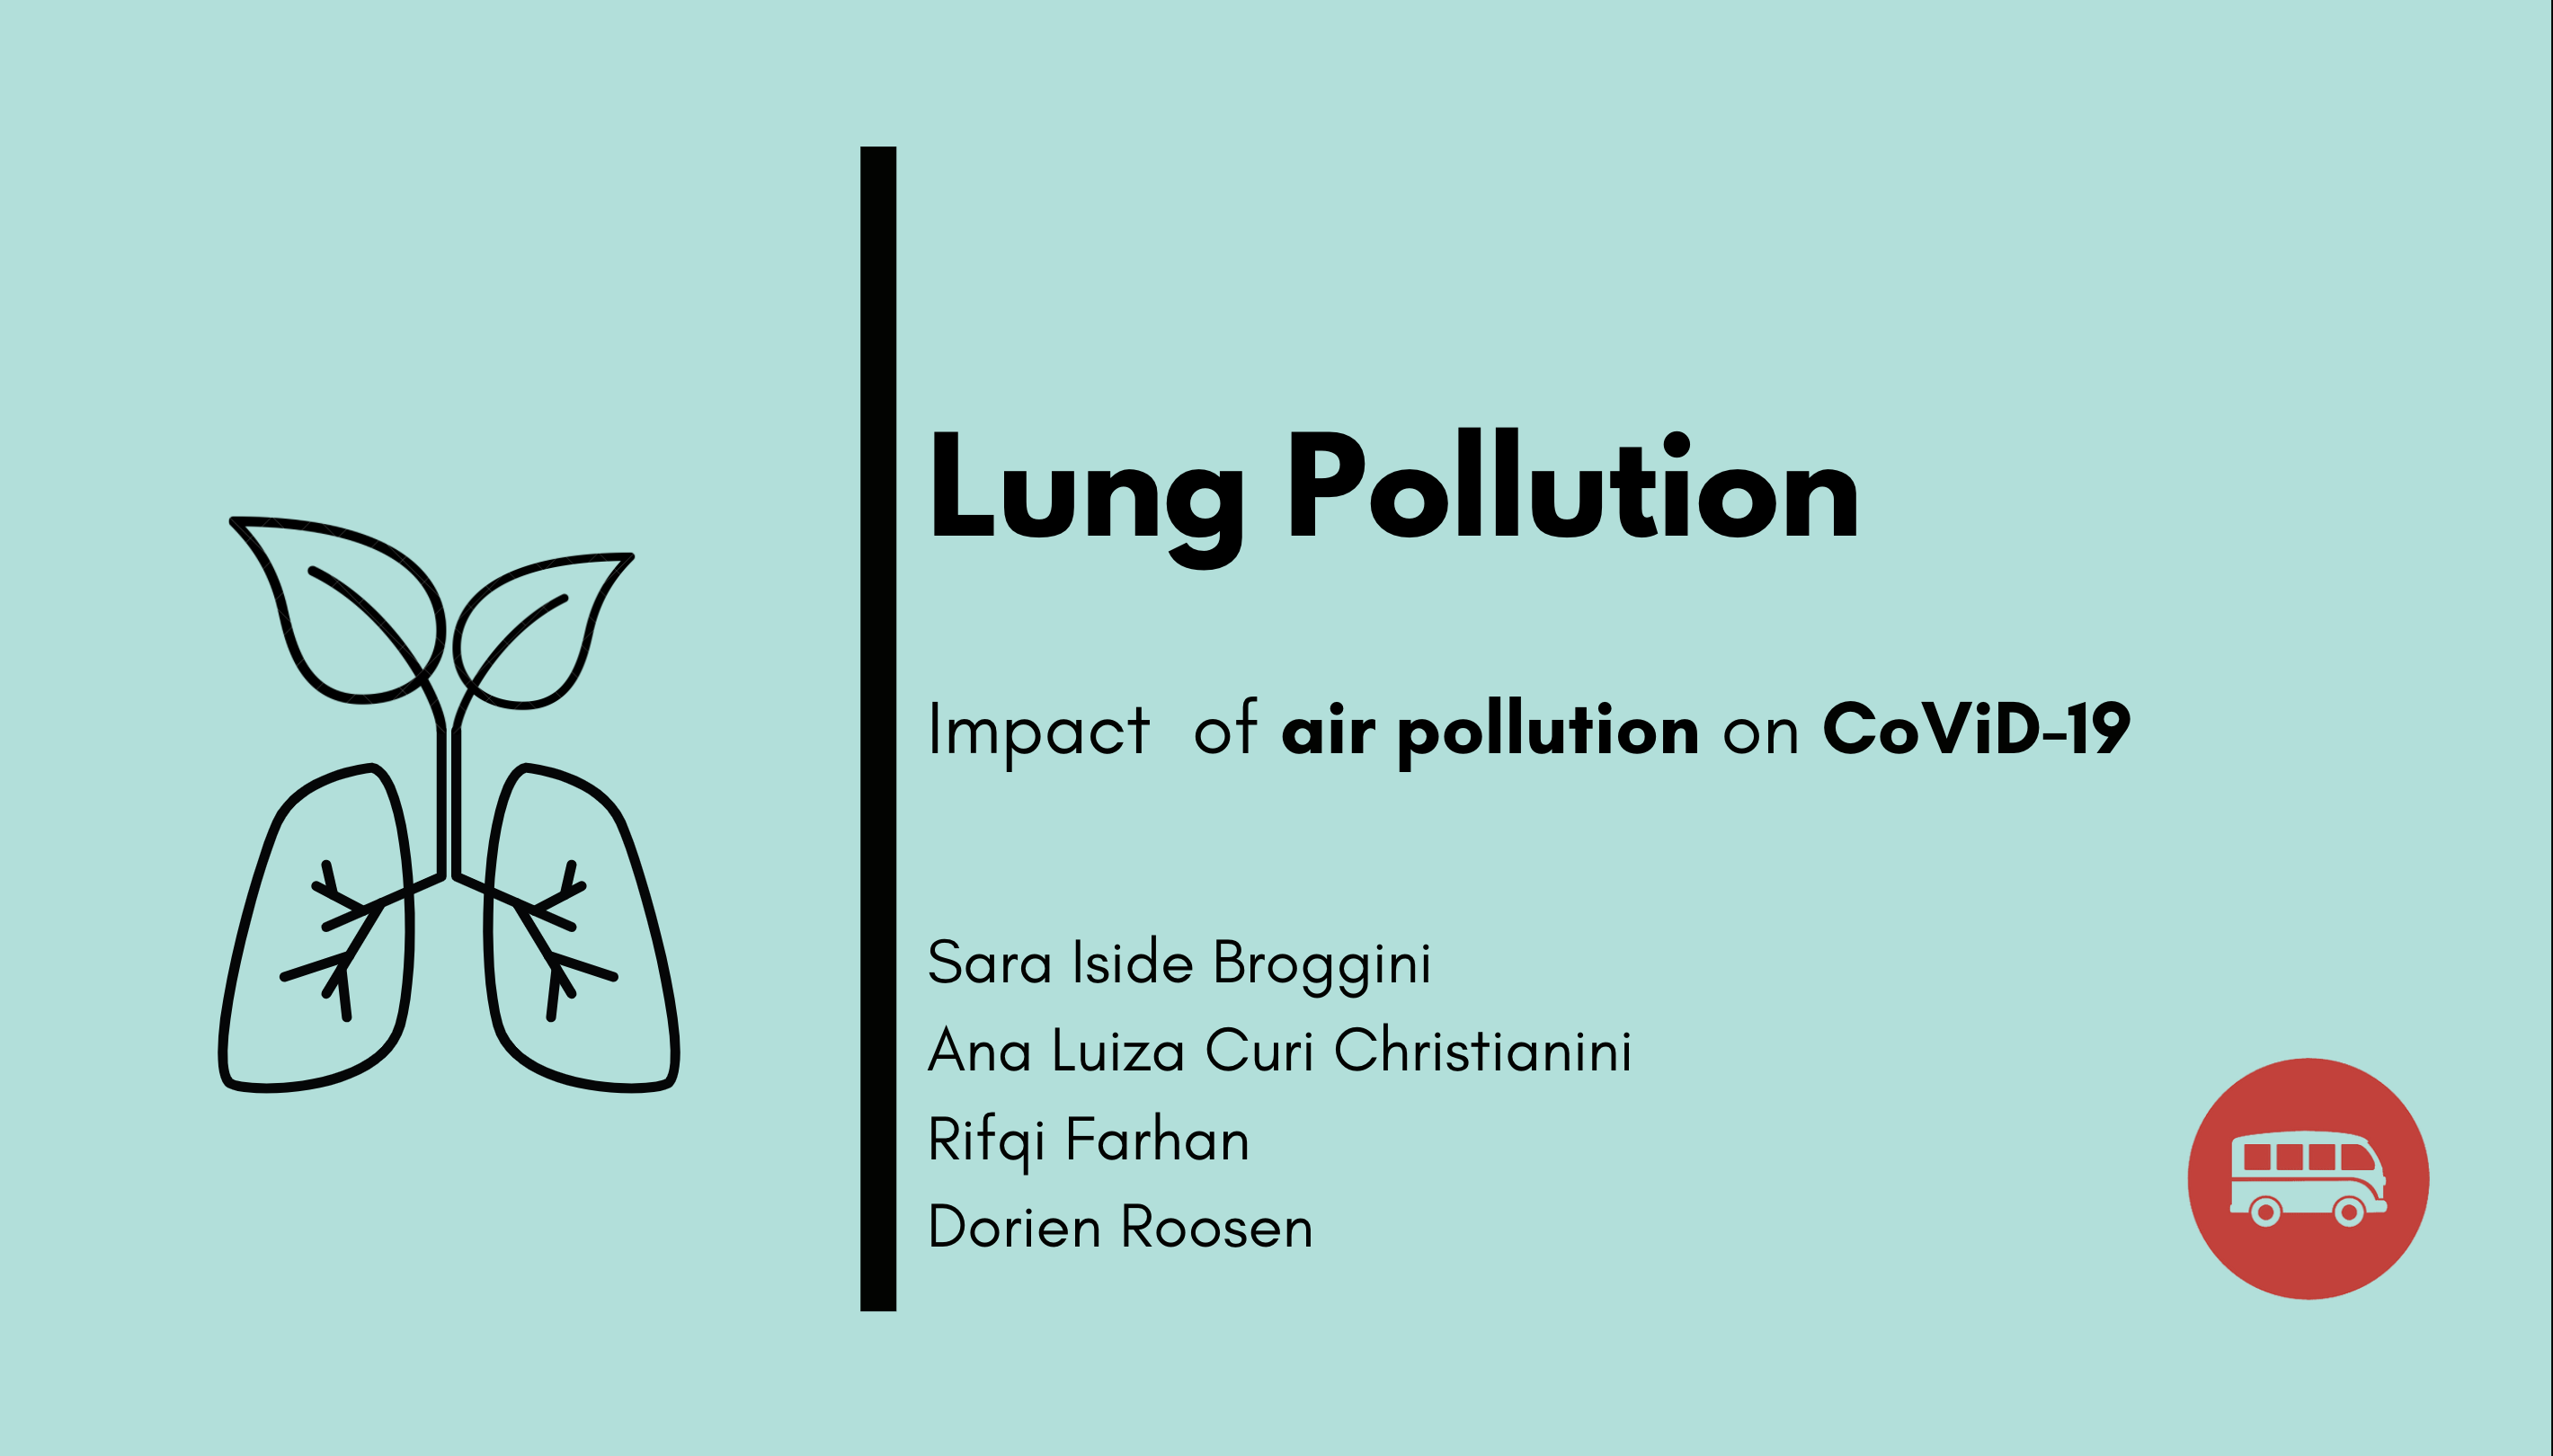 Lung Pollution
Impact of air pollution on CoViD-19
Sara Iside Broggini
Ana Luiza Curi Christianini
Rifqi Farhan
Dorien Roosen